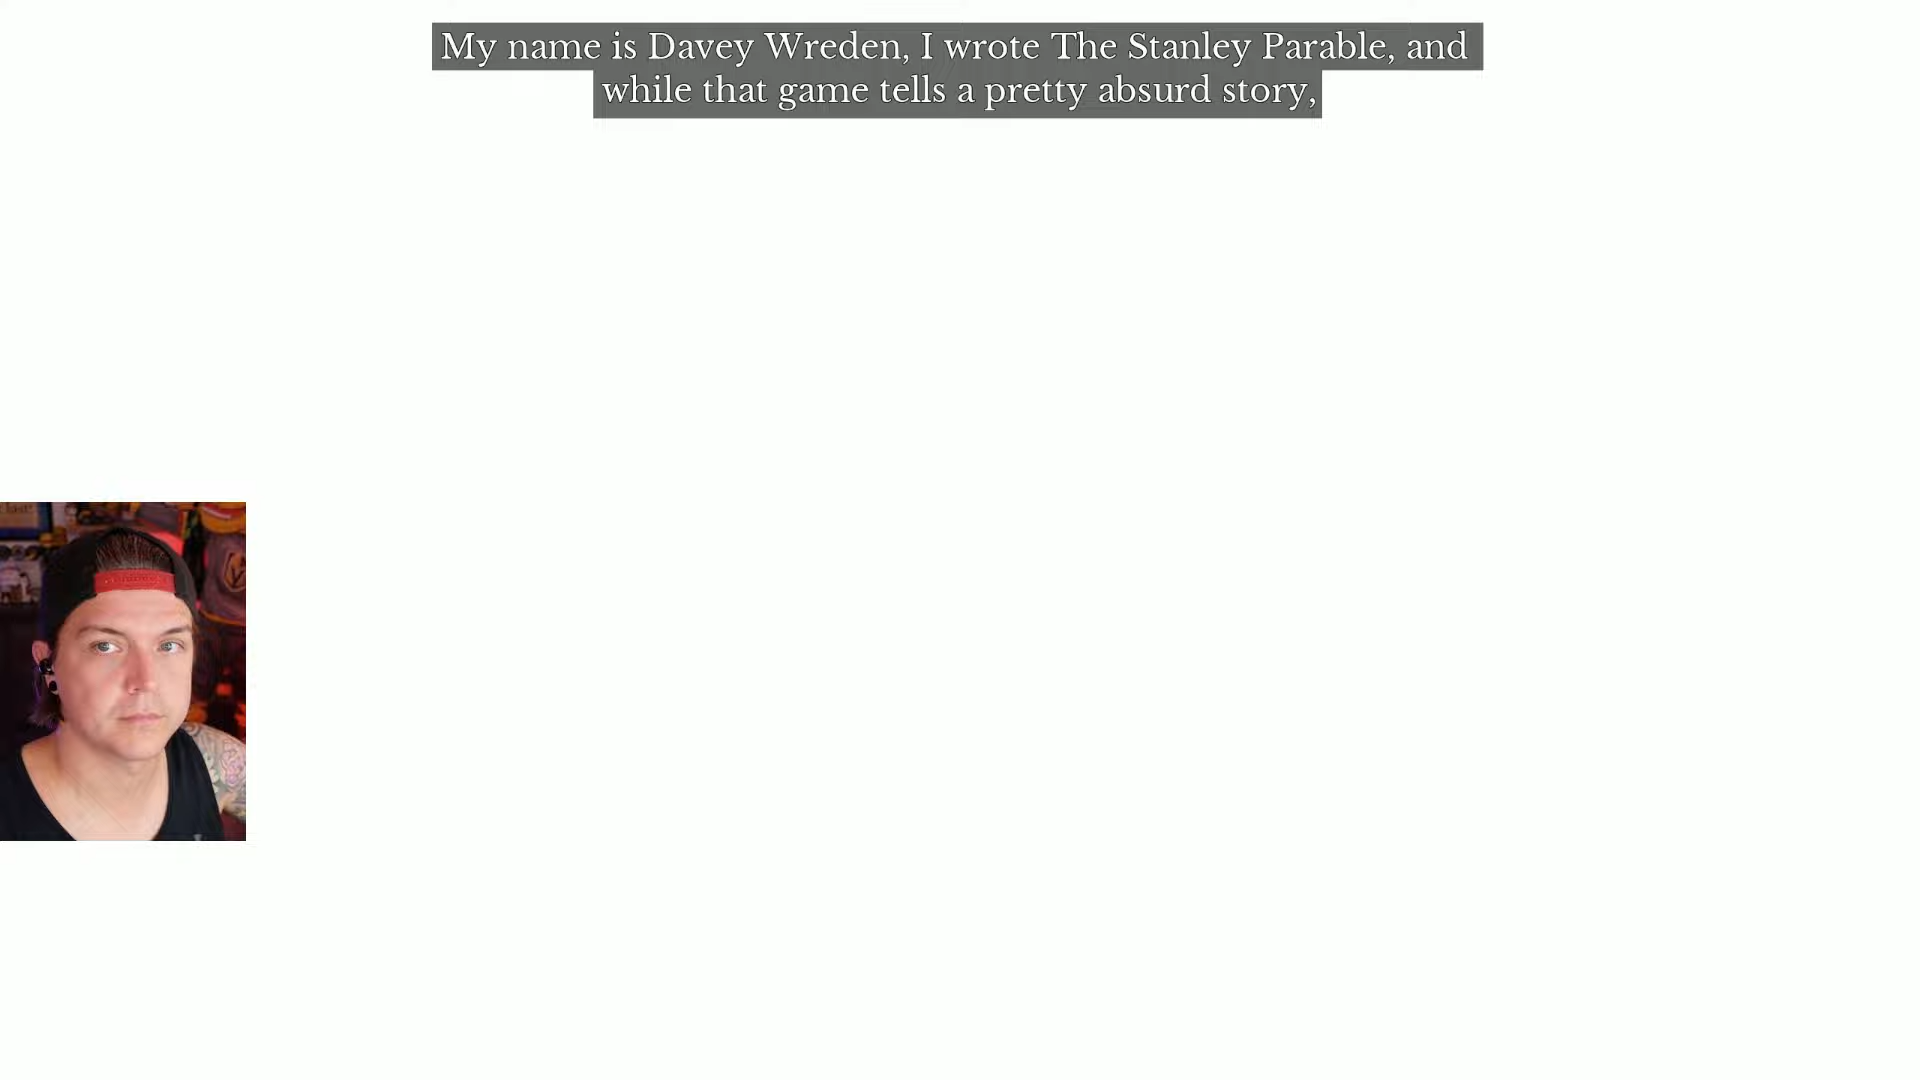 My name is Davey Wreden, I wrote The Stanley Parable, and
while that game tells a pretty absurd story,